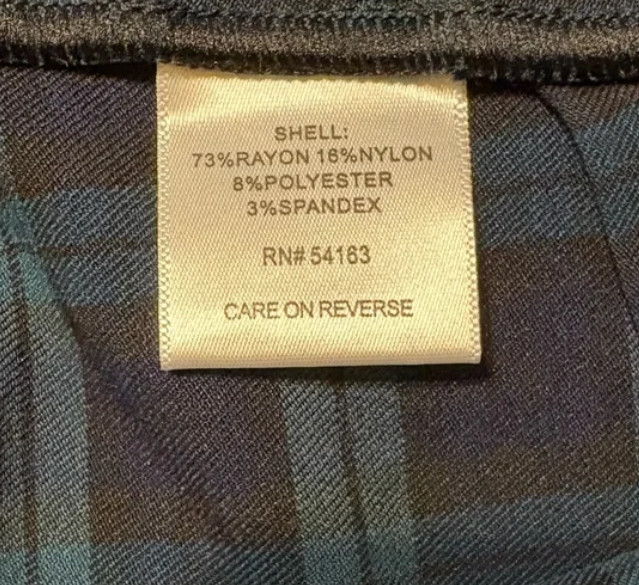 SHELL:
73%RAYON 16%NYLON
8%POLYESTER
3%SPANDEX
RN# 54163
CARE ON REVERSE